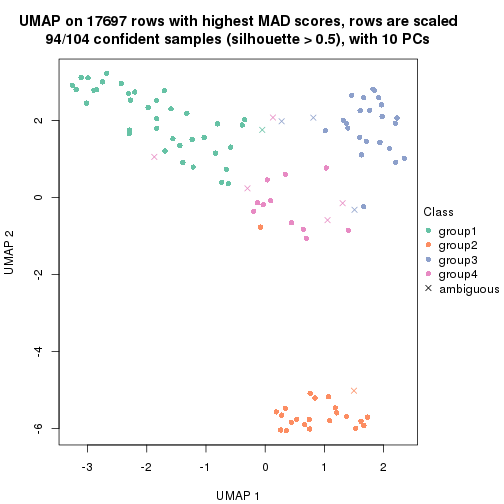 UMAP on 17697 rows with highest MAD scores, rows are scaled
94/104 confident samples (silhouette > 0.5), with 10 PCs
2
0
-2
-4
-6
UMAP 2
-3
-2
-1
0
1
2
UMAP 1
Class
group1
group2
group3
group4
ambiguous